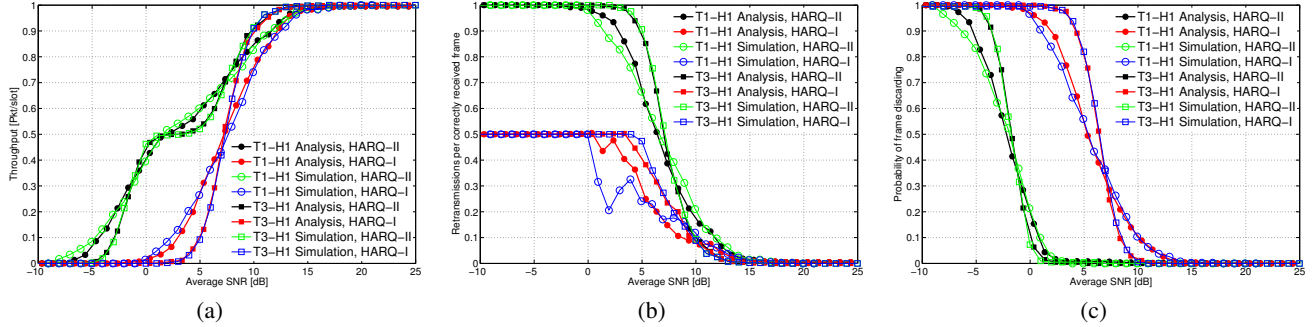 1
0.9
0.8
0.7
0.6
0.5
0.4
0.3
0.2
0.1
0
Throughput [Pkt/slot]
T1−H1 Analysis, HARQ−II
T1−H1 Analysis, HARQ−I
T1−H1 Simulation, HARQ−II
T1−H1 Simulation, HARQ−I
T3−H1 Analysis, HARQ−II
T3−H1 Analysis, HARQ−I
T3−H1 Simulation, HARQ−II
T3−H1 Simulation, HARQ−I
−10 −5 0 5 10 15 20 25
Average SNR [dB]
(a)
1
0.9
0.8
0.7
0.6
0.5
0.4
0.3
0.2
0.1
0
Retransmissions per correctly received frame
T1−H1 Analysis, HARQ−II
T1−H1 Analysis, HARQ−I
T1−H1 Simulation, HARQ−II
T1−H1 Simulation, HARQ−I
T3−H1 Analysis, HARQ−II
T3−H1 Analysis, HARQ−I
T3−H1 Simulation, HARQ−II
T3−H1 Simulation, HARQ−I
−10 −5 0 5 10 15 20 25
Average SNR [dB]
(b)
1
0.9
0.8
0.7
0.6
0.5
0.4
0.3
0.2
0.1
0
Probability of frame discarding
T1−H1 Analysis, HARQ−II
T1−H1 Analysis, HARQ−I
T1−H1 Simulation, HARQ−II
T1−H1 Simulation, HARQ−I
T3−H1 Analysis, HARQ−II
T3−H1 Analysis, HARQ−I
T3−H1 Simulation, HARQ−II
T3−H1 Simulation, HARQ−I
−10 −5 0 5 10 15 20 25
Average SNR [dB]
(c)